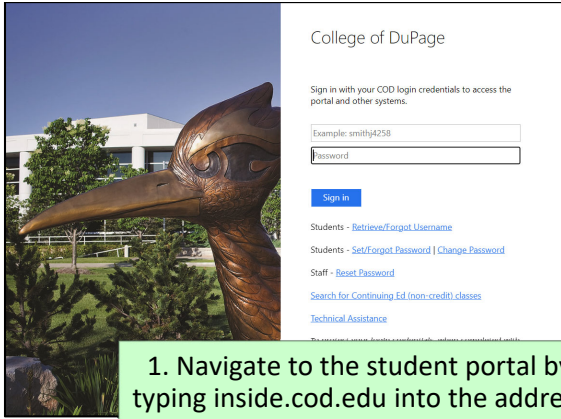 College of DuPage
Sign in with your COD login credentials to access the
portal and other systems.
Example: smithj4258
Password
Sign in
Students - Retrieve/Forgot Username
Students - Set/Forgot Password | Change Password
Staff - Reset Password
Search for Continuing Ed (non-credit) classes
Technical Assistance
1. Navigate to the student portal by
typing inside.cod.edu into the addre